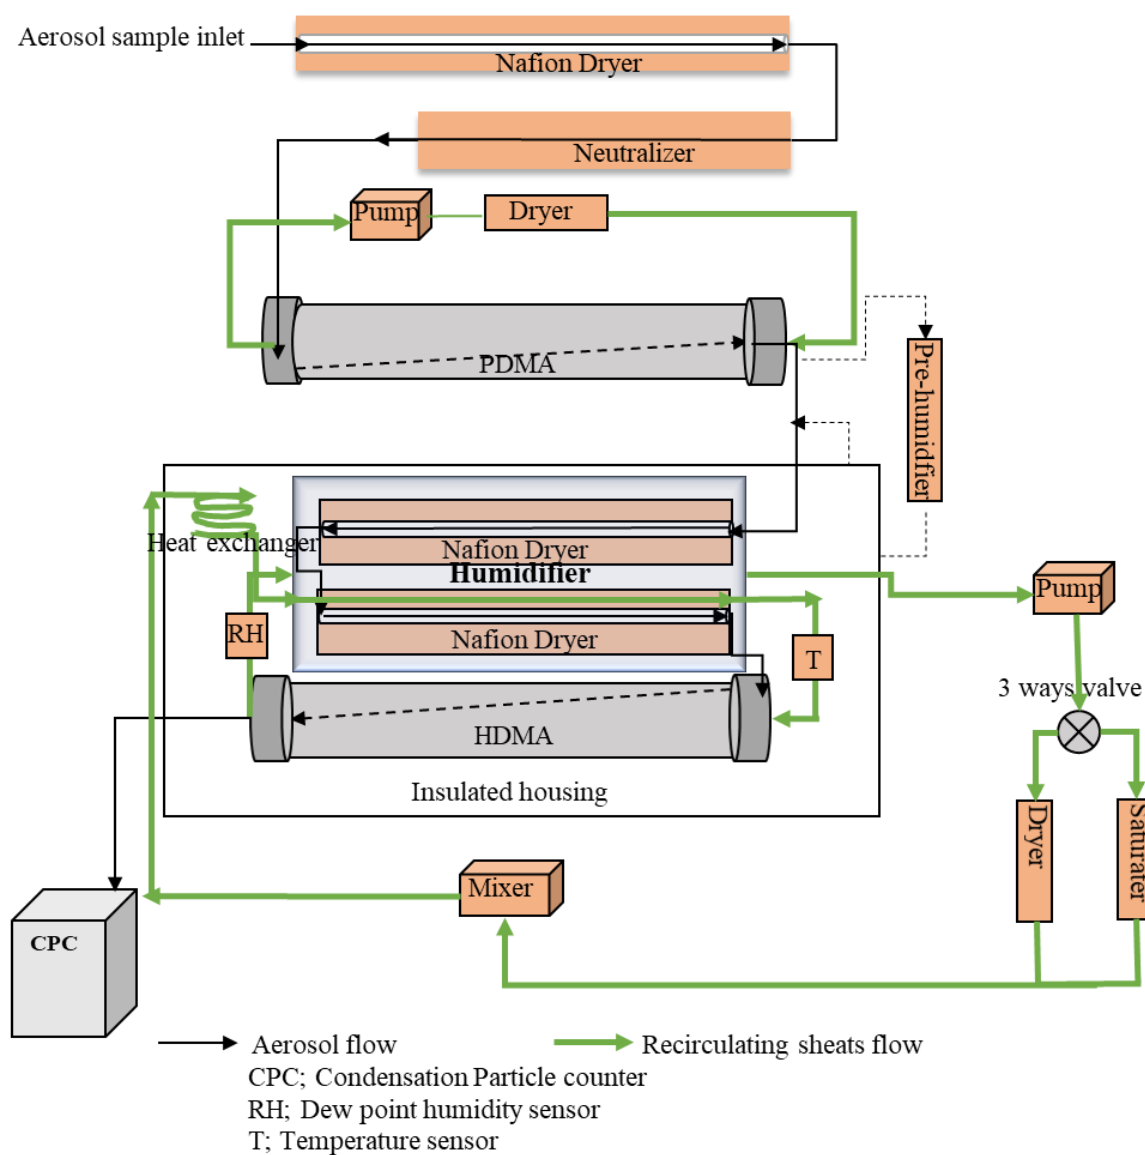 Aerosol sample inlet
Nafion Dryer
Neutralizer
Pump
Dryer
PDMA
Pre-humidfier
Heat exchanger
Nafion Dryer
Humidifier
Pump
RH
Nafion Dryer
T
3 ways valve
HDMA
Insulated housing
Dryer
Saturater
Mixer
CPC
Aerosol flow
Recirculating sheats flow
CPC; Condensation Particle counter
RH; Dew point humidity sensor
T; Temperature sensor